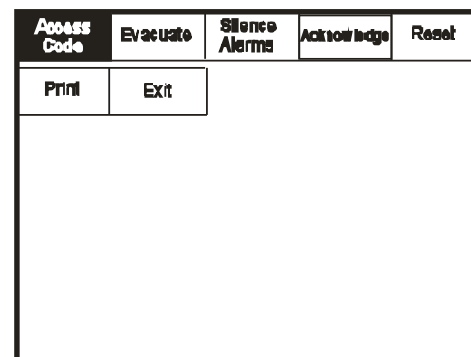 Access
Code
Evacuate
Silence
Alarms
Acknowledge
Reset
Print
Exit